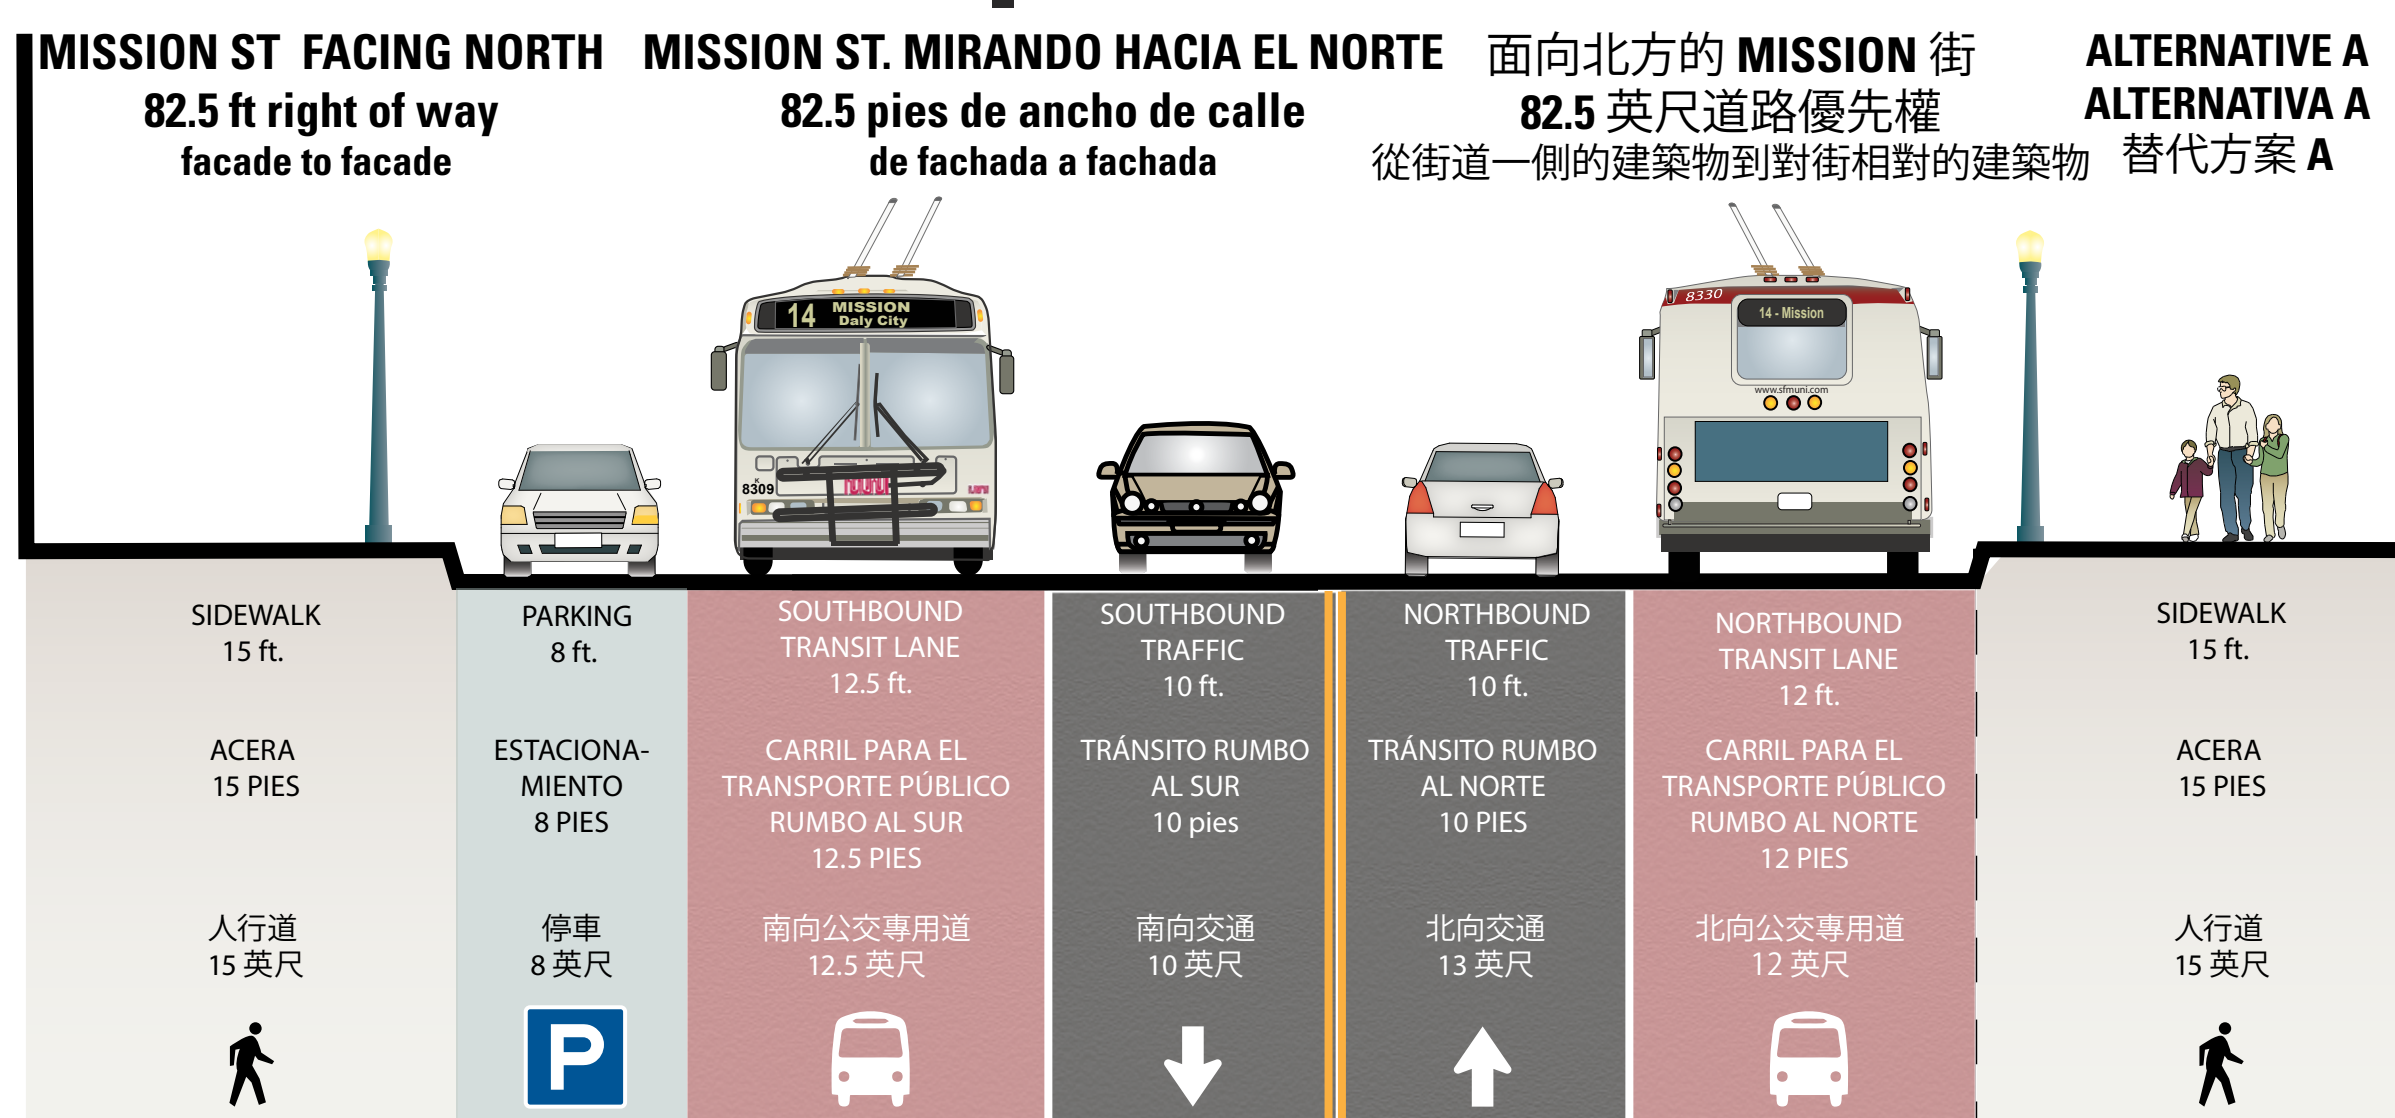 MISSION ST FACING NORTH
82.5 ft right of way
facade to facade
MISSION ST. MIRANDO HACIA EL NORTE
82.5 pies de ancho de calle
de fachada a fachada
面向北方的 MISSION 街
82.5 英尺道路優先權
從街道一側的建築物到對街相對的建築物
ALTERNATIVE A
ALTERNATIVA A
替代方案 A
14 MISSION
Daly City
K
8309
8330
14 - Mission
www.sfmuni.com
SIDEWALK
15 ft.
ACERA
15 PIES
人行道
15 英尺
PARKING
8 ft.
ESTACIONA-
MIENTO
8 PIES
停車
8 英尺
P
SOUTHBOUND
TRANSIT LANE
12.5 ft.
CARRIL PARA EL
TRANSPORTE PÚBLICO
RUMBO AL SUR
12.5 PIES
南向公交專用道
12.5 英尺
SOUTHBOUND
TRAFFIC
10 ft.
TRÁNSITO RUMBO
AL SUR
10 pies
南向交通
10 英尺
NORTHBOUND
TRAFFIC
10 ft.
TRÁNSITO RUMBO
AL NORTE
10 PIES
北向交通
13 英尺
NORTHBOUND
TRANSIT LANE
12 ft.
CARRIL PARA EL
TRANSPORTE PÚBLICO
RUMBO AL NORTE
12 PIES
北向公交專用道
12 英尺
SIDEWALK
15 ft.
ACERA
15 PIES
人行道
15 英尺